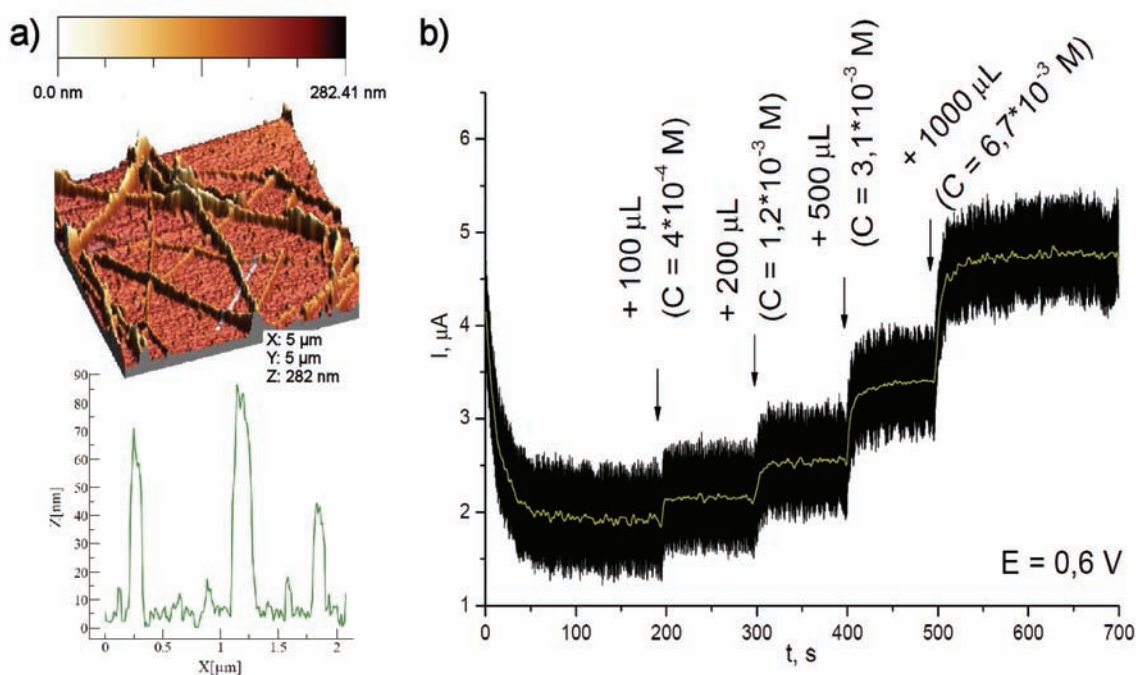 a)
0.0 nm
282.41 nm
X: 5 µm
Y: 5 µm
Z: 282 nm
90
80
70
60
50
40
30
20
10
0
Z[nm]
0
0.5
1
1.5
2
X[µm]
b)
+ 100 µL
(C = 4*10⁻⁴ M)
+ 200 µL
(C = 1,2*10⁻³ M)
+ 500 µL
(C = 3,1*10⁻³ M)
+ 1000 µL
(C = 6,7*10⁻³ M)
6
5
4
3
2
1
I, µA
E = 0,6 V
0
100
200
300
400
500
600
700
t, s